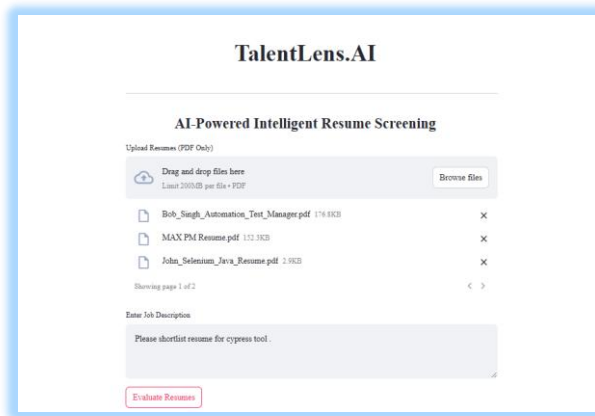 TalentLens.AI
AI-Powered Intelligent Resume Screening
Upload Resumes (PDF Only)
Drag and drop files here
Limit 200MB per file • PDF
Browse files
Bob_Singh_Automation_Test_Manager.pdf 176.8KB
MAX PM Resume.pdf 152.3KB
John_Selenium_Java_Resume.pdf 2.9KB
Showing page 1 of 2
Enter Job Description
Please shortlist resume for cypress tool .
Evaluate Resumes